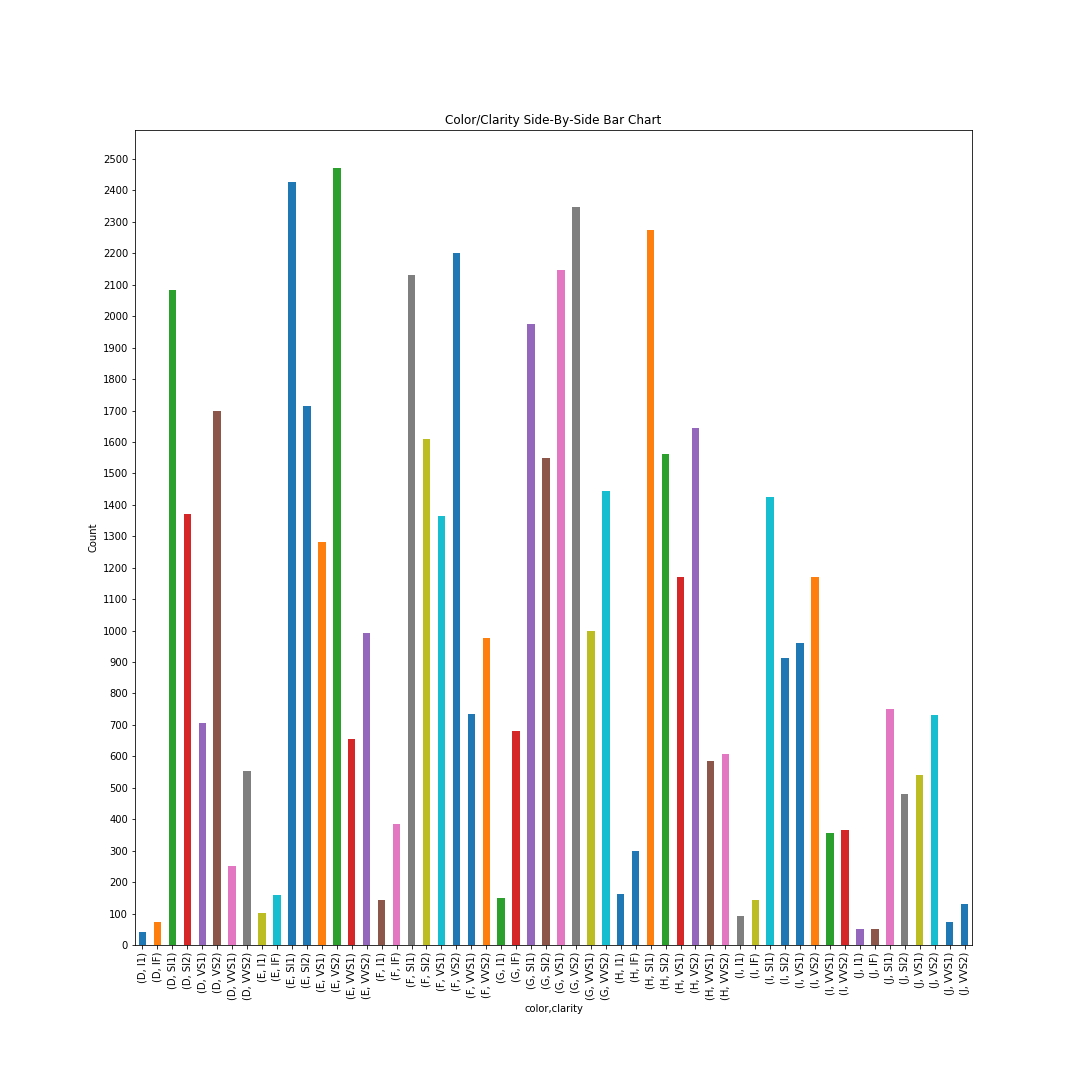 Color/Clarity Side-By-Side Bar Chart
2500
2400
2300
2200
2100
2000
1900
1800
1700
1600
1500
1400
1300
1200
1100
1000
900
800
700
600
500
400
300
200
100
0
Count
(D, I1)
(D, IF)
(D, SI1)
(D, SI2)
(D, VS1)
(D, VS2)
(D, VVS1)
(D, VVS2)
(E, I1)
(E, IF)
(E, SI1)
(E, SI2)
(E, VS1)
(E, VS2)
(E, VVS1)
(E, VVS2)
(F, I1)
(F, IF)
(F, SI1)
(F, SI2)
(F, VS1)
(F, VS2)
(F, VVS1)
(F, VVS2)
(G, I1)
(G, IF)
(G, SI1)
(G, SI2)
(G, VS1)
(G, VS2)
(G, VVS1)
(G, VVS2)
(H, I1)
(H, IF)
(H, SI1)
(H, SI2)
(H, VS1)
(H, VS2)
(H, VVS1)
(H, VVS2)
(I, I1)
(I, IF)
(I, SI1)
(I, SI2)
(I, VS1)
(I, VS2)
(I, VVS1)
(I, VVS2)
(J, I1)
(J, IF)
(J, SI1)
(J, SI2)
(J, VS1)
(J, VS2)
(J, VVS1)
(J, VVS2)
color,clarity